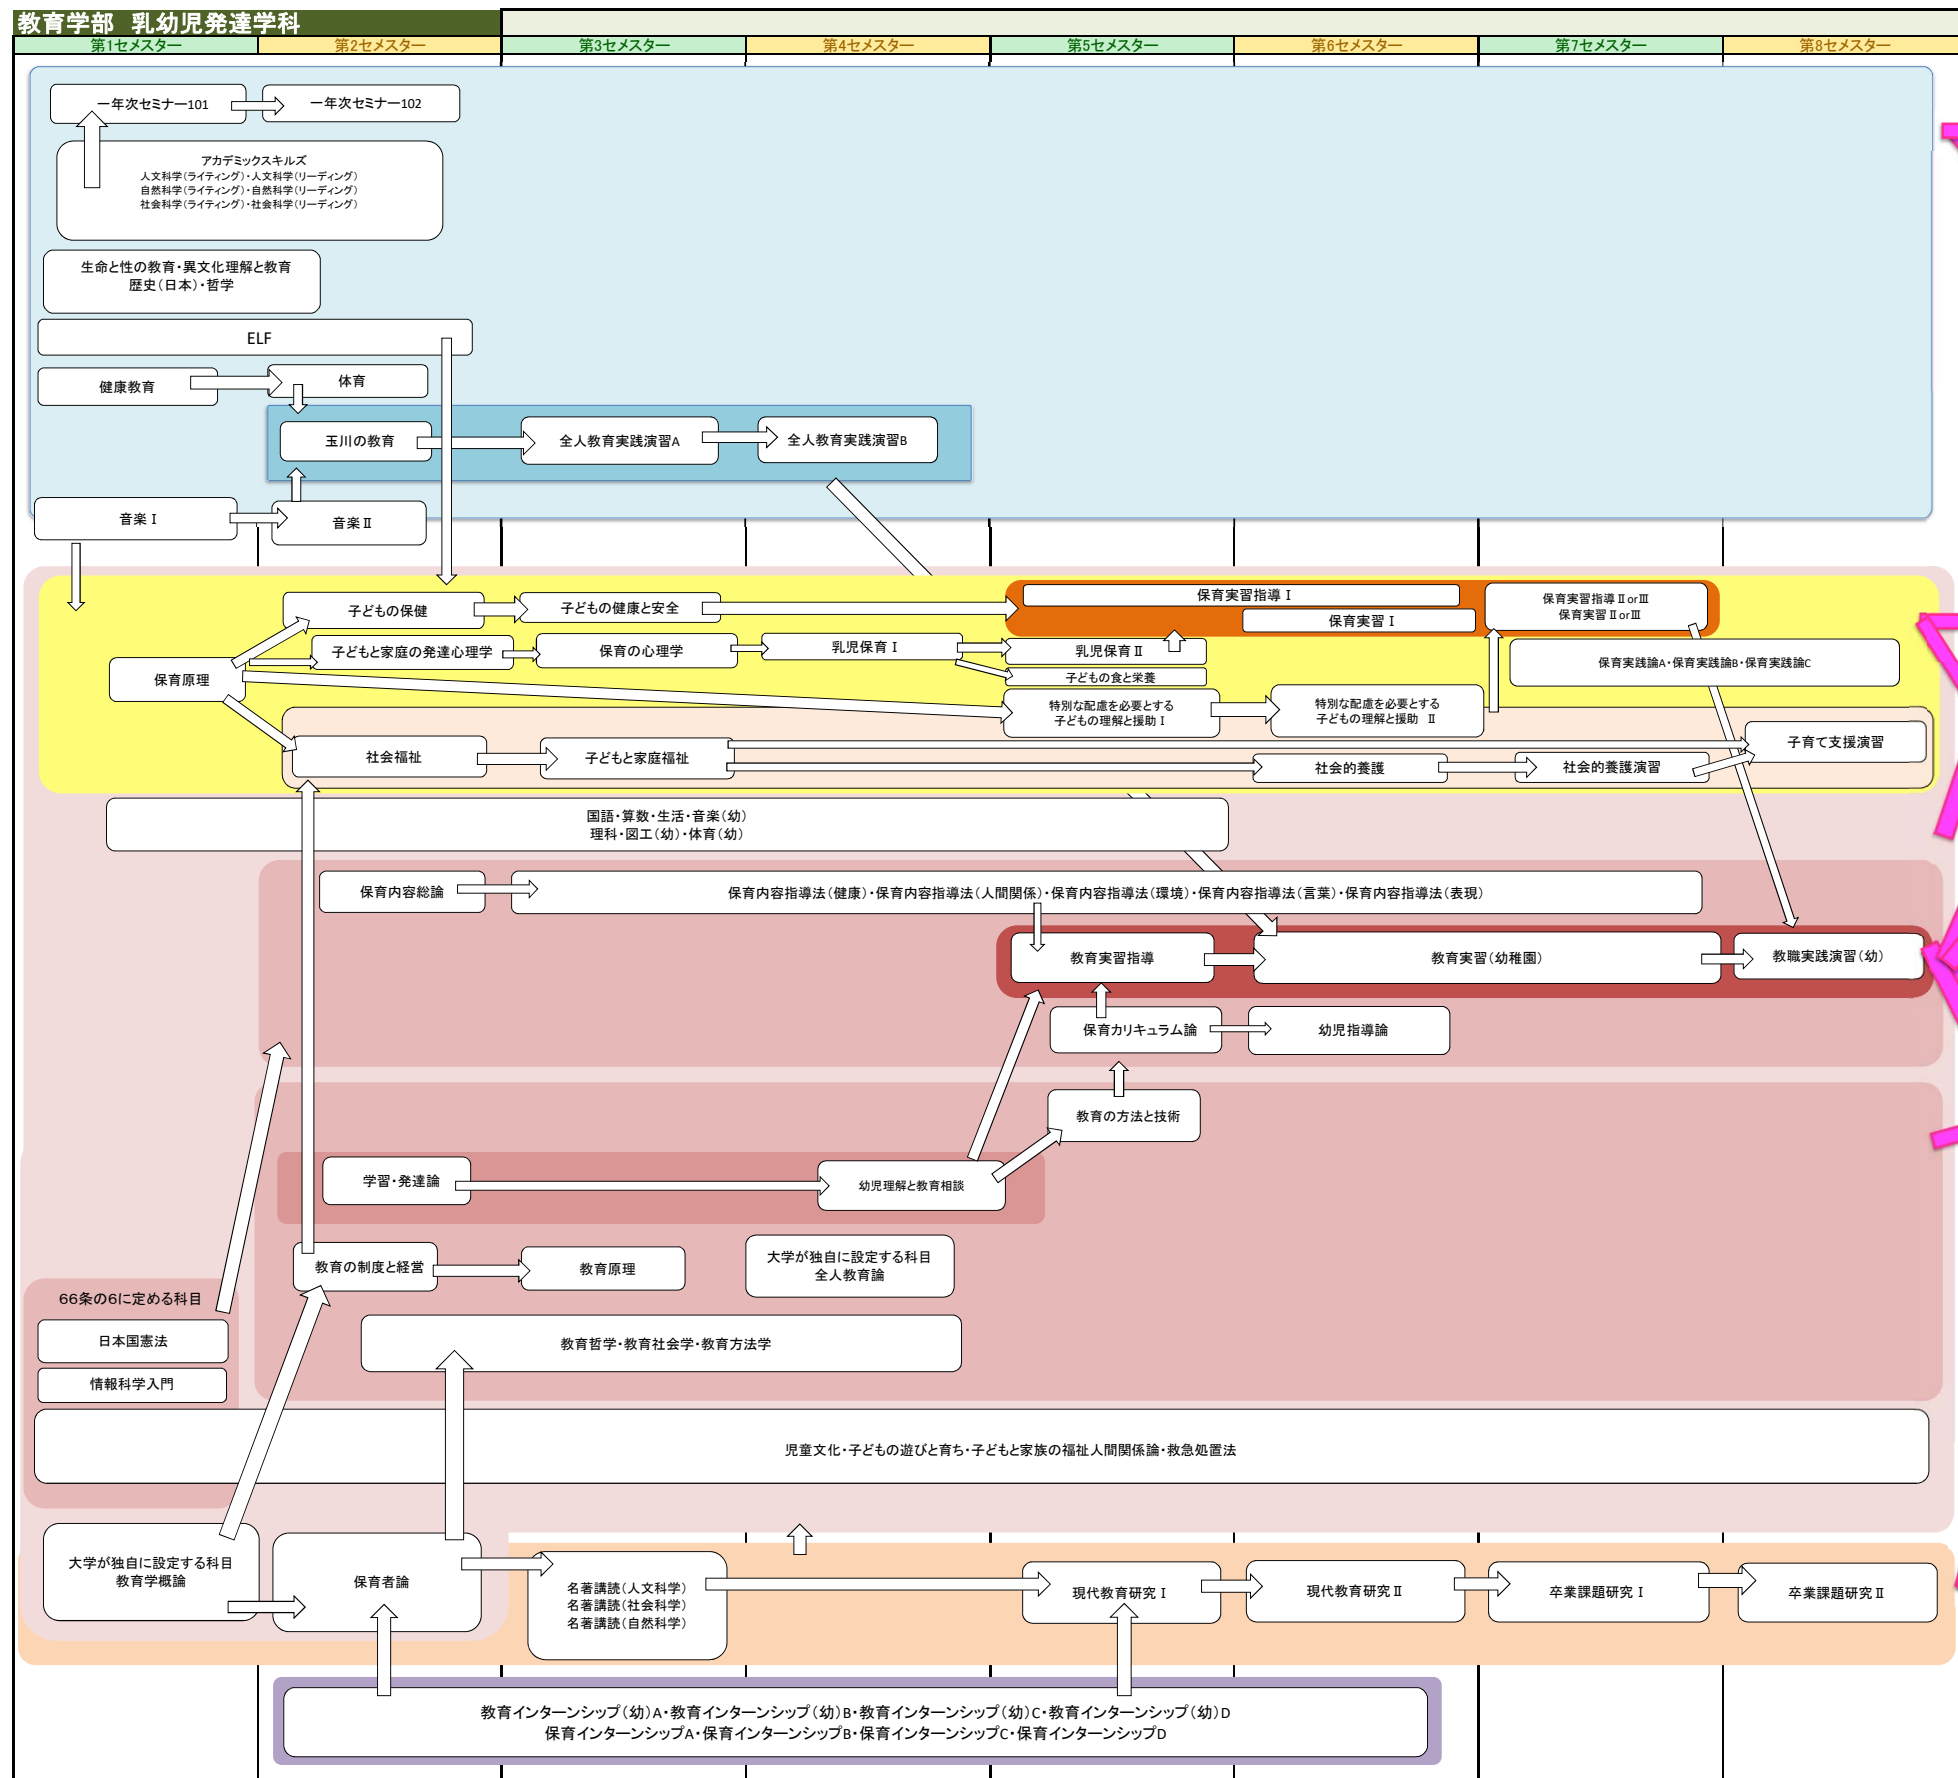 教育学部　乳幼児発達学科
第1セメスター
第2セメスター
第3セメスター
第4セメスター
第5セメスター
第6セメスター
第7セメスター
第8セメスター
一年次セミナー101
一年次セミナー102
アカデミックスキルズ
人文科学（ライティング）・人文科学（リーディング）
自然科学（ライティング）・自然科学（リーディング）
社会科学（ライティング）・社会科学（リーディング）
生命と性の教育・異文化理解と教育
歴史（日本）・哲学
ELF
健康教育
体育
玉川の教育
全人教育実践演習A
全人教育実践演習B
音楽Ⅰ
音楽Ⅱ
子どもの保健
子どもの健康と安全
保育実習指導Ⅰ
保育実習Ⅰ
保育実習指導ⅡorⅢ
保育実習ⅡorⅢ
子どもと家庭の発達心理学
保育の心理学
乳児保育Ⅰ
乳児保育Ⅱ
保育実践論A・保育実践論B・保育実践論C
保育原理
子どもの食と栄養
特別な配慮を必要とする
子どもの理解と援助Ⅰ
特別な配慮を必要とする
子どもの理解と援助　Ⅱ
社会福祉
子どもと家庭福祉
社会的養護
社会的養護演習
子育て支援演習
国語・算数・生活・音楽（幼）
理科・図工（幼）・体育（幼）
保育内容総論
保育内容指導法（健康）・保育内容指導法（人間関係）・保育内容指導法（環境）・保育内容指導法（言葉）・保育内容指導法（表現）
教育実習指導
教育実習（幼稚園）
教職実践演習（幼）
保育カリキュラム論
幼児指導論
教育の方法と技術
学習・発達論
幼児理解と教育相談
教育の制度と経営
教育原理
大学が独自に設定する科目
全人教育論
66条の6に定める科目
日本国憲法
情報科学入門
教育哲学・教育社会学・教育方法学
児童文化・子どもの遊びと育ち・子どもと家族の福祉人間関係論・救急処置法
大学が独自に設定する科目
教育学概論
保育者論
名著講読（人文科学）
名著講読（社会科学）
名著講読（自然科学）
現代教育研究Ⅰ
現代教育研究Ⅱ
卒業課題研究Ⅰ
卒業課題研究Ⅱ
教育インターンシップ（幼）A・教育インターンシップ（幼）B・教育インターンシップ（幼）C・教育インターンシップ（幼）D
保育インターンシップA・保育インターンシップB・保育インターンシップC・保育インターンシップD